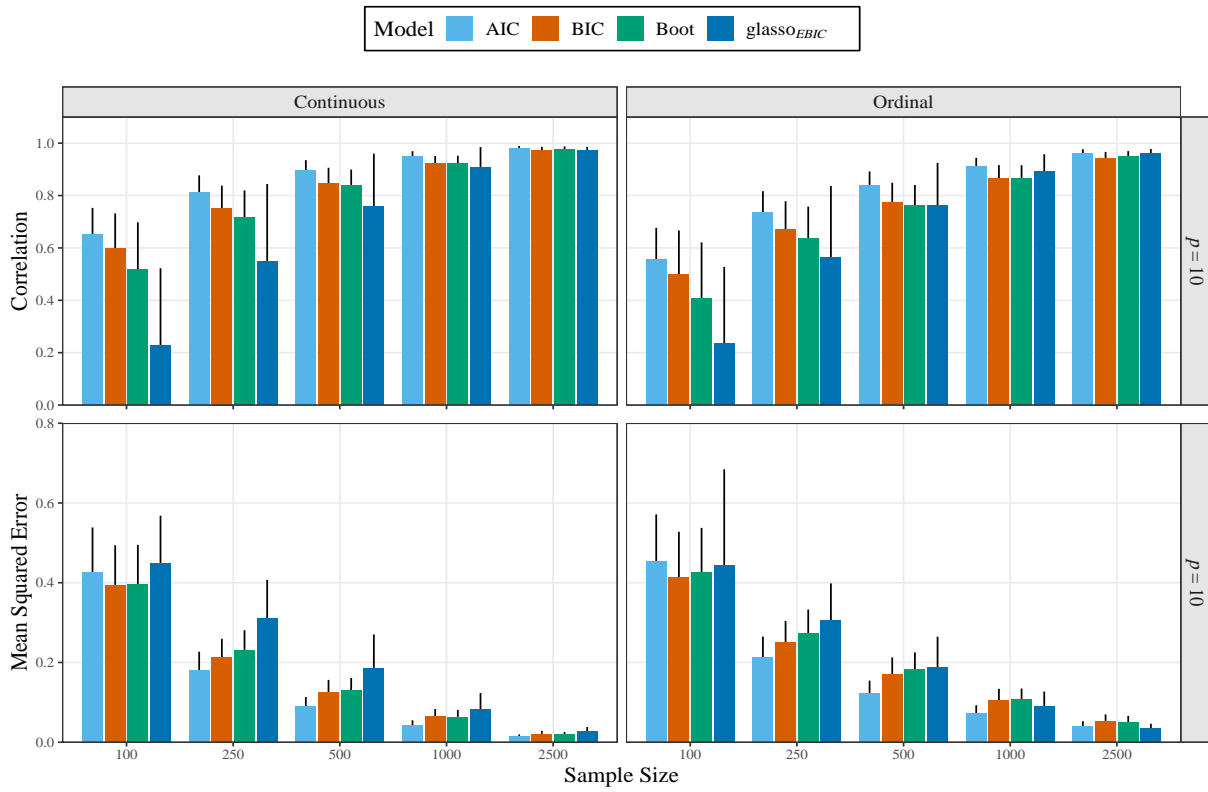 Model AIC BIC Boot glassoEBIC
Continuous Ordinal
Correlation
1.0
0.8
0.6
0.4
0.2
0.0
p = 10
Mean Squared Error
0.8
0.6
0.4
0.2
0.0
p = 10
100 250 500 1000 2500 100 250 500 1000 2500
Sample Size